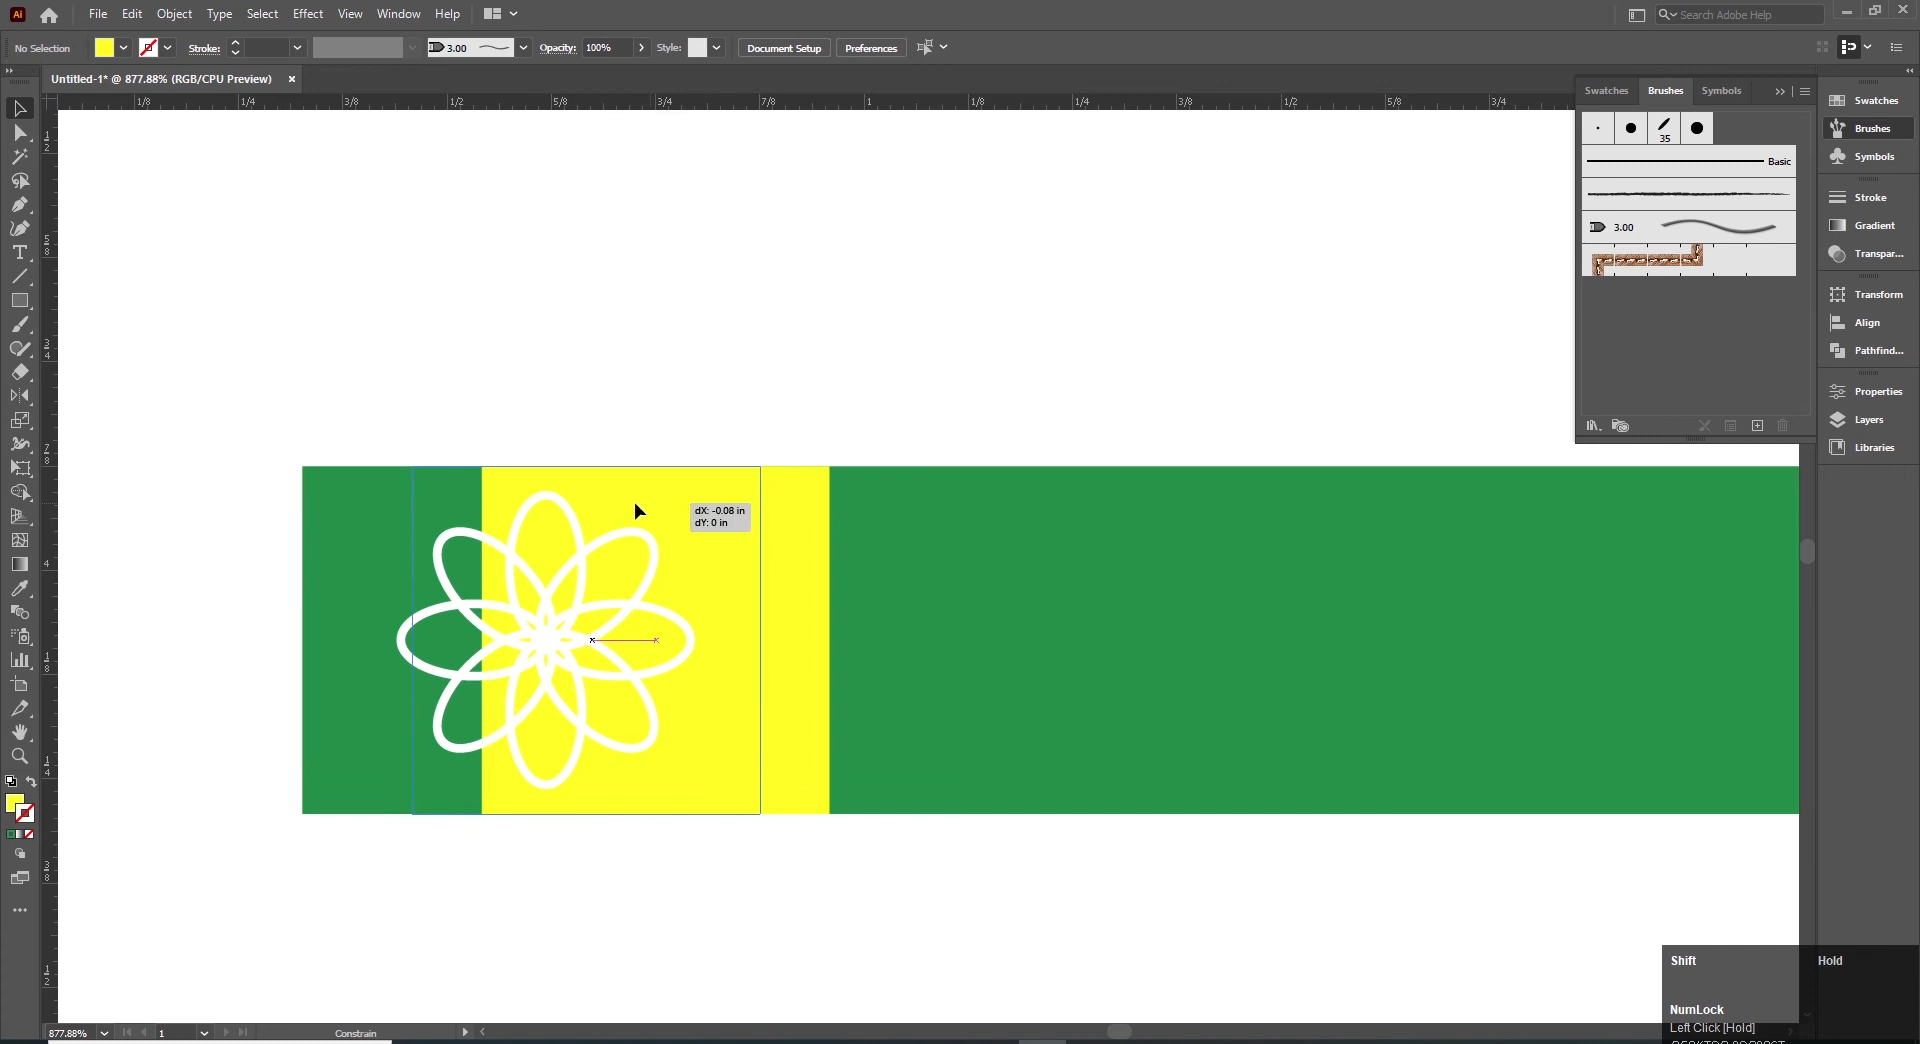 Ai File Edit Object Type Select Effect View Window Help Search Adobe Help
No Selection Stroke: 3.00 Opacity: 100% Style: Document Setup Preferences
Untitled-1* @ 877.88% (RGB/CPU Preview)
1/8 1/4 3/8 1/2 5/8 3/4 7/8 1 1/8 1/4 3/8 1/2 5/8 3/4
Swatches Brushes Symbols
35
Basic
3.00
Swatches
Brushes
Symbols
Stroke
Gradient
Transpar...
Transform
Align
Pathfind...
Properties
Layers
Libraries
1
2
5
8
3
4
7
8
4
1
8
1
4
3
8
1
2
dX: -0.08 in
dY: 0 in
Shift Hold
NumLock
Left Click [Hold]
877.88% 1 Constrain